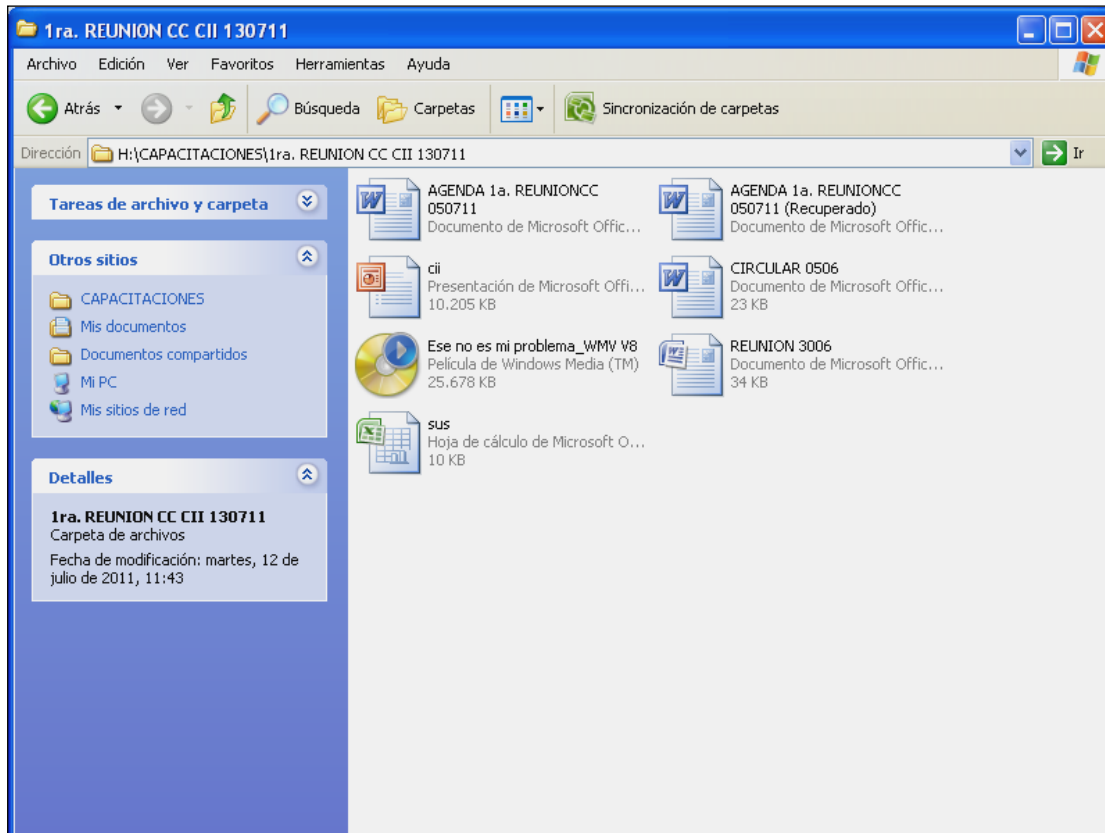 1ra. REUNION CC CII 130711
Archivo Edición Ver Favoritos Herramientas Ayuda
Atrás Búsqueda Carpetas Sincronización de carpetas
Dirección H:\CAPACITACIONES\1ra. REUNION CC CII 130711 Ir
Tareas de archivo y carpeta
Otros sitios
CAPACITACIONES
Mis documentos
Documentos compartidos
Mi PC
Mis sitios de red
Detalles
1ra. REUNION CC CII 130711
Carpeta de archivos
Fecha de modificación: martes, 12 de
julio de 2011, 11:43
AGENDA 1a. REUNIONCC
050711
Documento de Microsoft Offic...
AGENDA 1a. REUNIONCC
050711 (Recuperado)
Documento de Microsoft Offic...
cii
Presentación de Microsoft Offi...
10.205 KB
CIRCULAR 0506
Documento de Microsoft Offic...
23 KB
Ese no es mi problema_WMV V8
Película de Windows Media (TM)
25.678 KB
REUNION 3006
Documento de Microsoft Offic...
34 KB
sus
Hoja de cálculo de Microsoft O...
10 KB